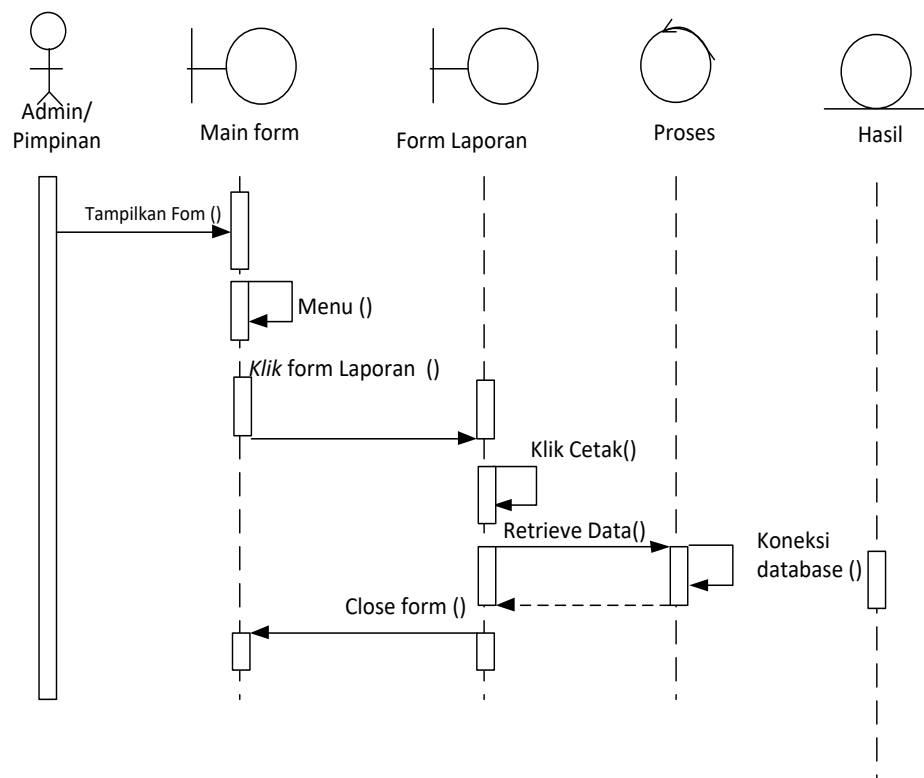 Admin/
Pimpinan
Main form
Form Laporan
Proses
Hasil
Tampilkan Fom ()
Menu ()
Klik form Laporan ()
Klik Cetak()
Retrieve Data()
Koneksi
database ()
Close form ()